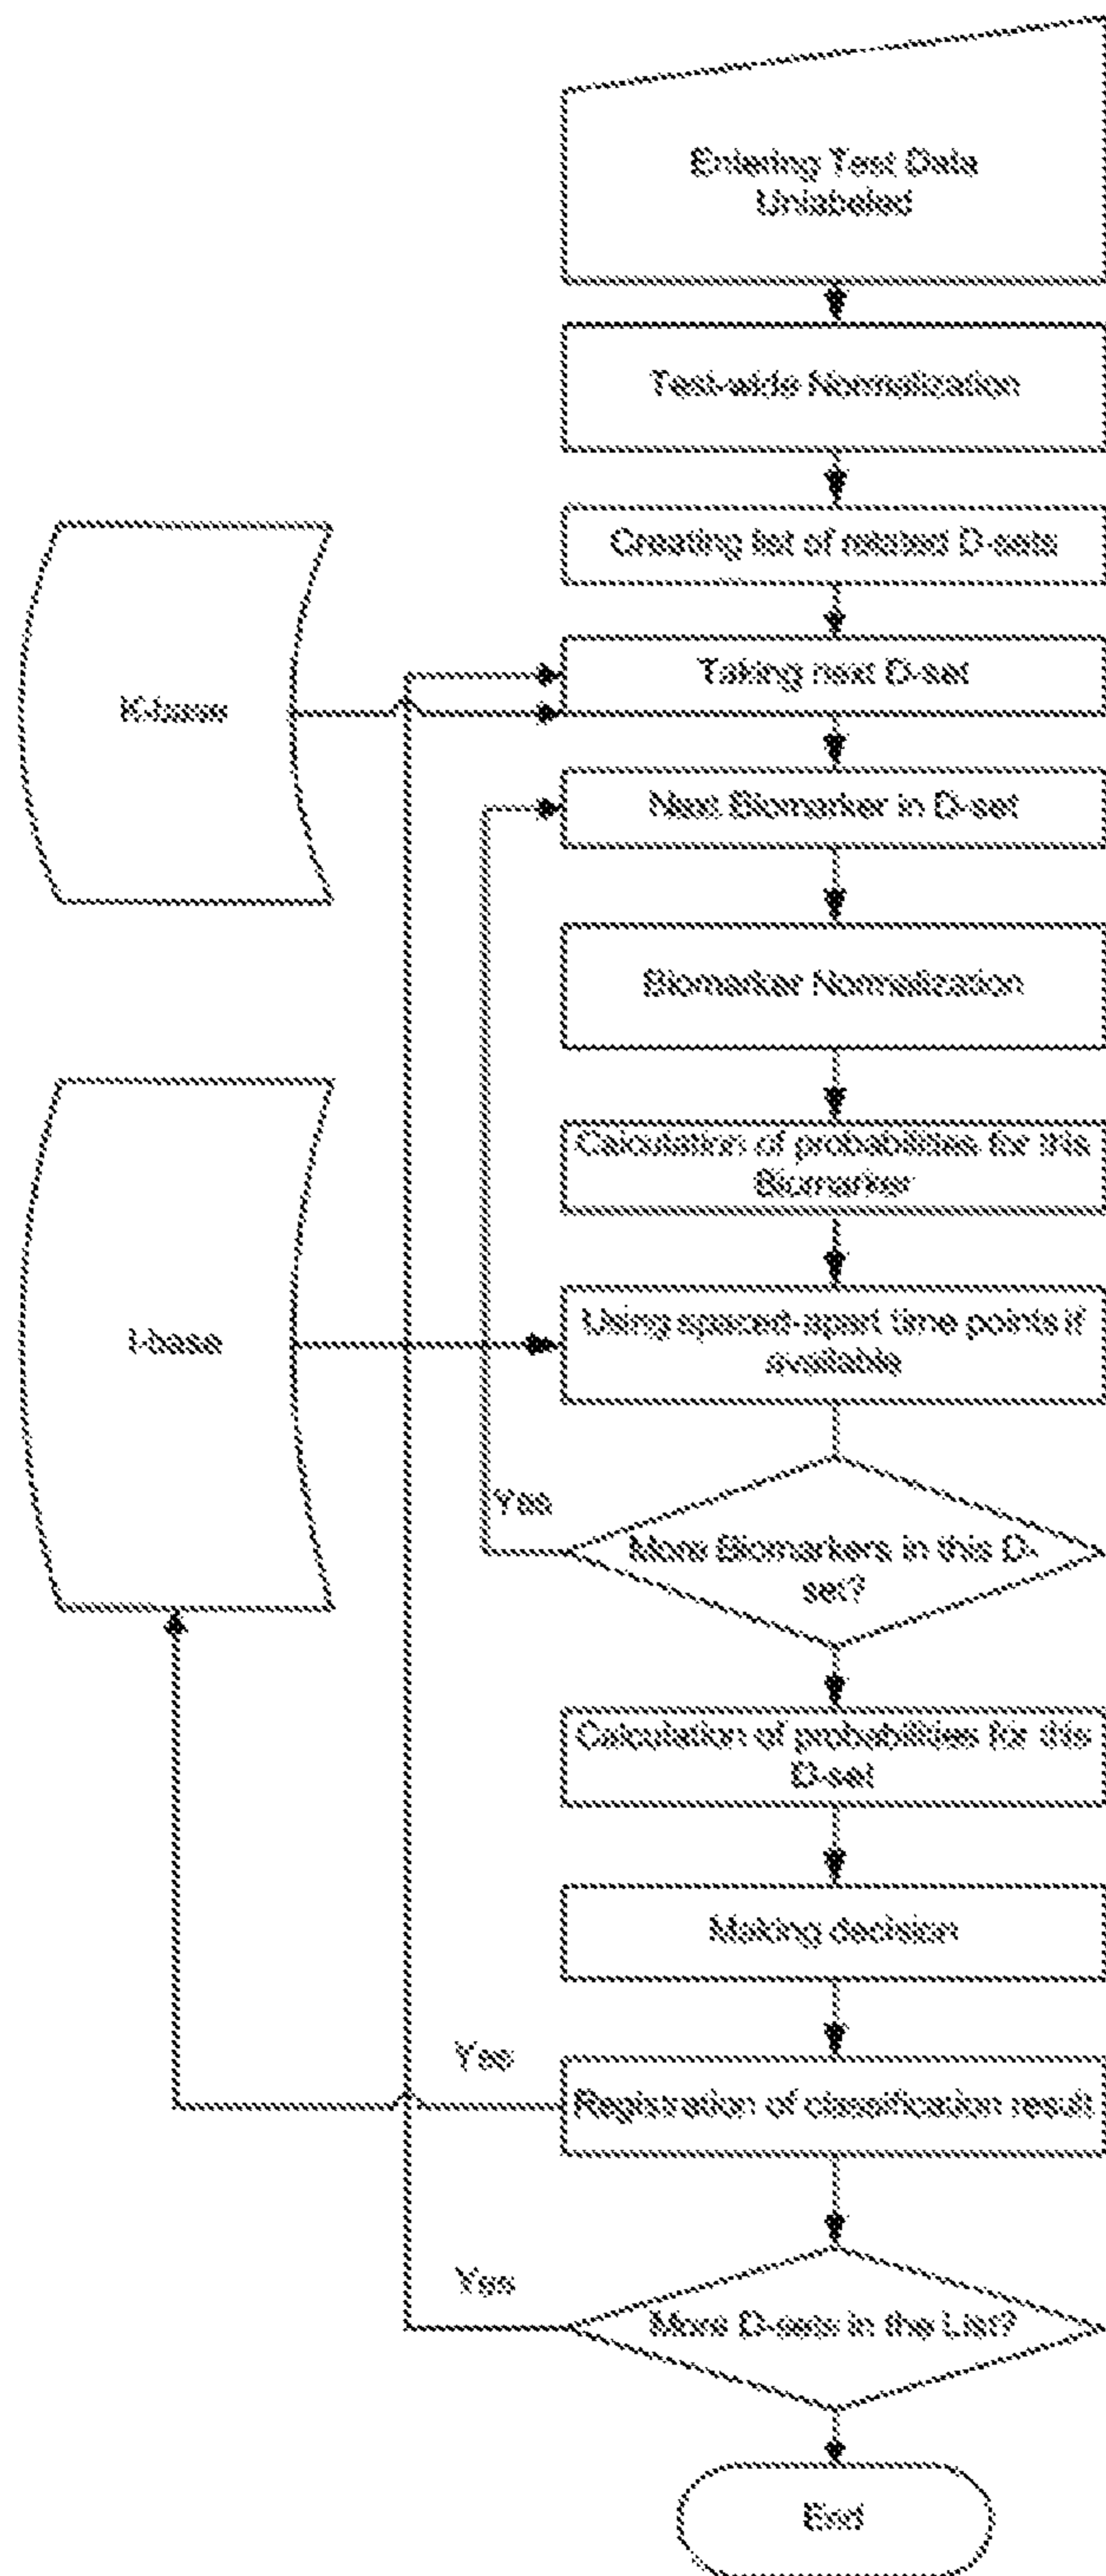 Entering Test Data
Unlabeled
Test-wide Normalization
Creating list of related D-sets
Taking next D-set
K-base
Next Biomarker in D-set
Biomarker Normalization
Calculation of probabilities for this
Biomarker
Using spaced-apart time points if
available
I-base
Yes
More Biomarkers in this D-
set?
Calculation of probabilities for this
D-set
Making decision
Yes
Registration of classification result
Yes
More D-sets in the List?
End